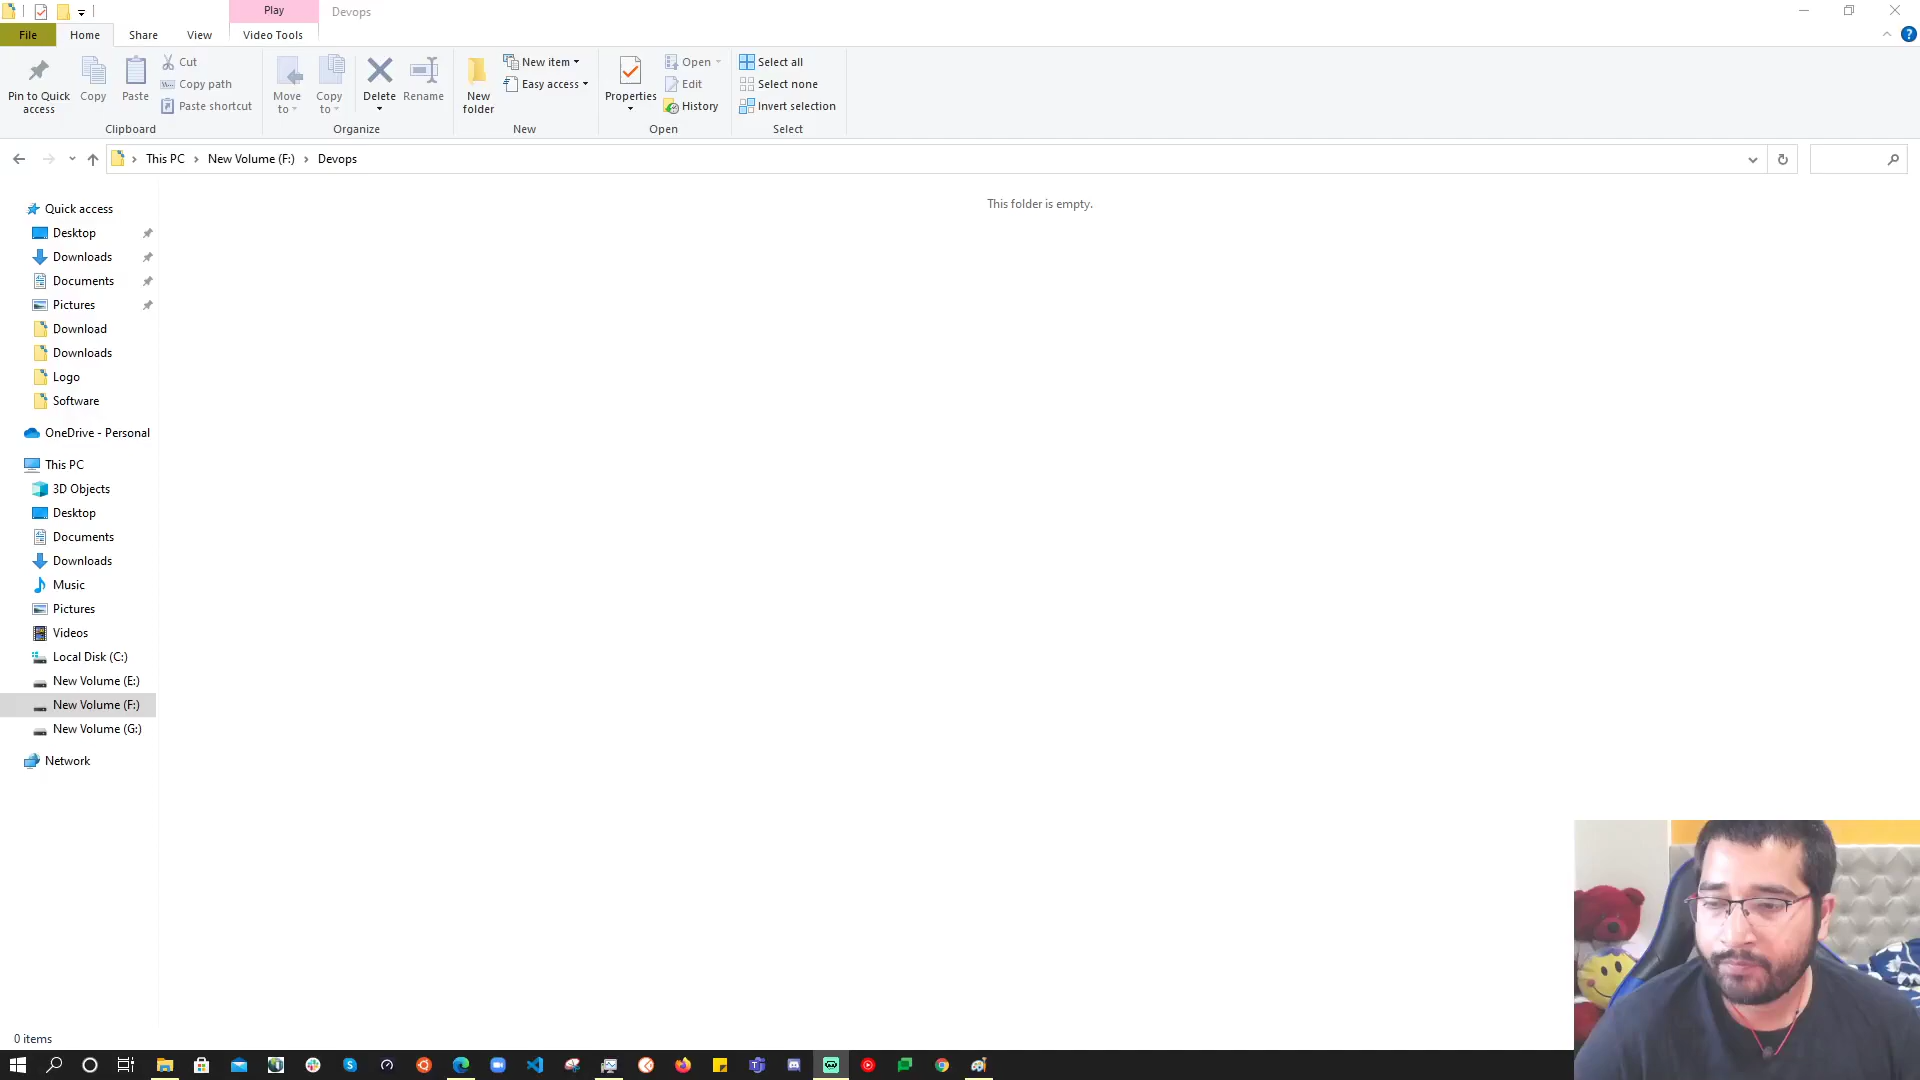 Play
Devops
File
Home
Share
View
Video Tools
Pin to Quick access
Copy
Paste
Cut
Copy path
Paste shortcut
Clipboard
Move to
Copy to
Delete
Rename
Organize
New folder
New item
Easy access
New
Properties
Open
Edit
History
Open
Select all
Select none
Invert selection
Select
This PC > New Volume (F:) > Devops
This folder is empty.
Quick access
Desktop
Downloads
Documents
Pictures
Download
Downloads
Logo
Software
OneDrive - Personal
This PC
3D Objects
Desktop
Documents
Downloads
Music
Pictures
Videos
Local Disk (C:)
New Volume (E:)
New Volume (F:)
New Volume (G:)
Network
0 items